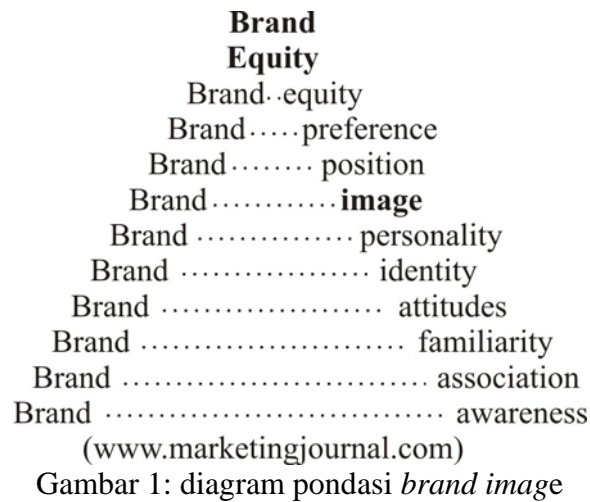 Brand
Equity
Brand..equity
Brand.....preference
Brand........ position
Brand............image
Brand ............... personality
Brand .................. identity
Brand ..................... attitudes
Brand ......................... familiarity
Brand ............................. association
Brand ................................ awareness
(www.marketingjournal.com)
Gambar 1: diagram pondasi brand image